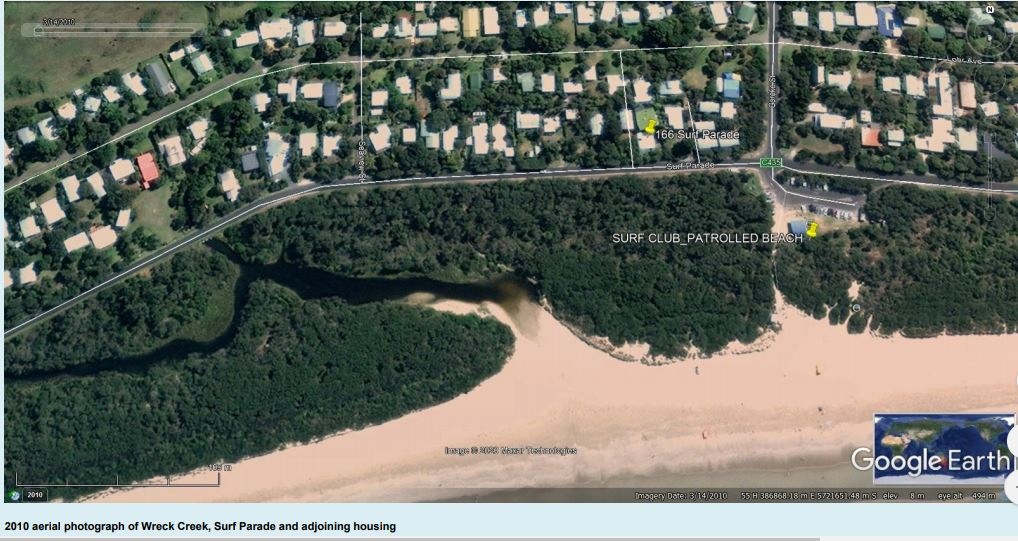 3/14/2010
N
166 Surf Parade
Surf Parade
C435
SURF CLUB_PATROLLED BEACH
Image © 2023 Maxar Technologies
Google Earth
2010
Imagery Date: 3/14/2010 55 H 386868.18 m E 5721651.48 m S elev 8 m eye alt 494 m
2010 aerial photograph of Wreck Creek, Surf Parade and adjoining housing